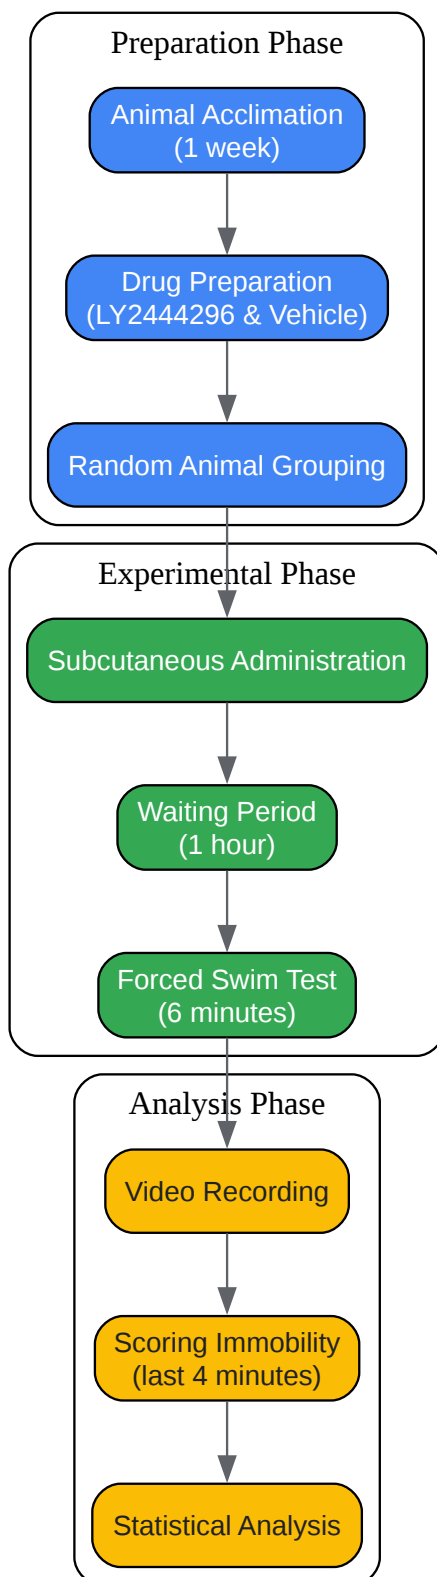 Preparation Phase
Animal Acclimation
(1 week)
Drug Preparation
(LY2444296 & Vehicle)
Random Animal Grouping
Experimental Phase
Subcutaneous Administration
Waiting Period
(1 hour)
Forced Swim Test
(6 minutes)
Analysis Phase
Video Recording
Scoring Immobility
(last 4 minutes)
Statistical Analysis